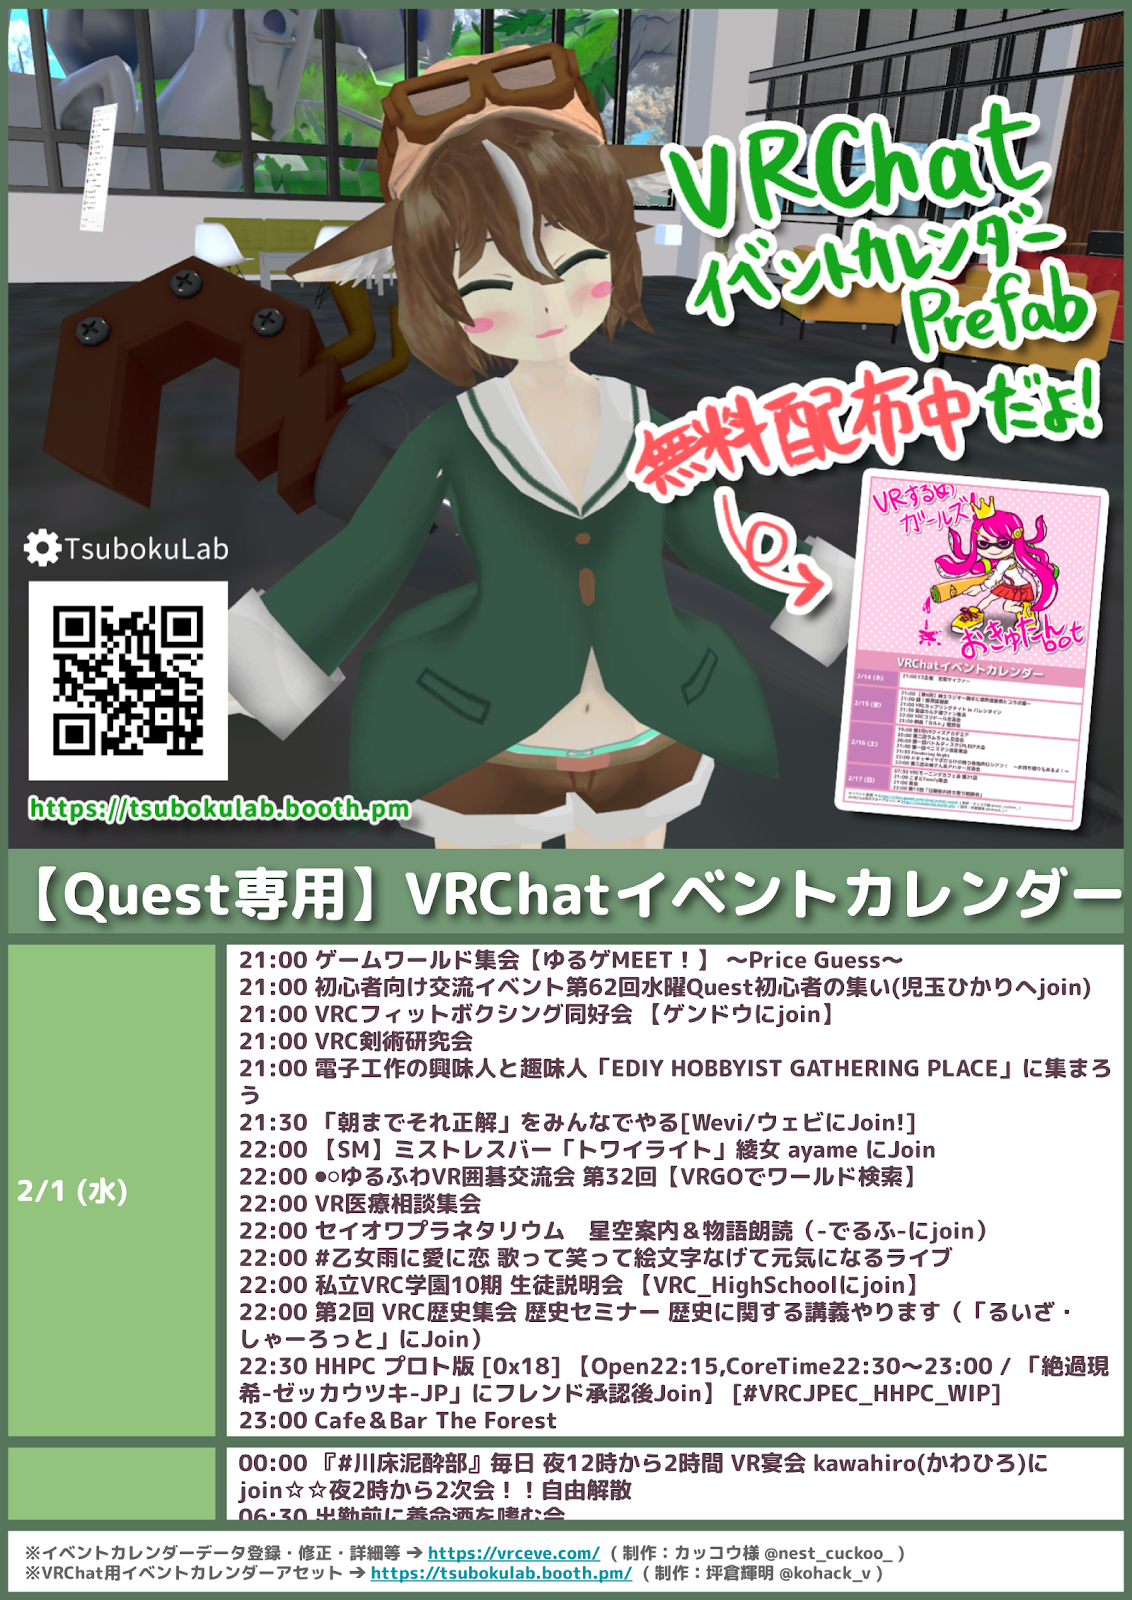 VRChat
イベントカレンダー
Prefab
無料配布中だよ!
TsubokuLab
https://tsubokulab.booth.pm
VRするめ
ガールズ
おきゅたん
bot
VRChatイベントカレンダー
2/14 (木)
2/15 (金)
2/16 (土)
2/17 (日)
【Quest専用】VRChatイベントカレンダー
2/1 (水)
21:00 ゲームワールド集会【ゆるゲMEET！】 ～Price Guess～
21:00 初心者向け交流イベント第62回水曜Quest初心者の集い(児玉ひかりへjoin)
21:00 VRCフィットボクシング同好会 【ゲンドウにjoin】
21:00 VRC剣術研究会
21:00 電子工作の興味人と趣味人「EDIY HOBBYIST GATHERING PLACE」に集まろ
う
21:30 「朝までそれ正解」をみんなでやる[Wevi/ウェビにJoin!]
22:00 【SM】ミストレスバー「トワイライト」綾女 ayame にJoin
22:00 ●○ゆるふわVR囲碁交流会 第32回【VRGOでワールド検索】
22:00 VR医療相談集会
22:00 セイオワプラネタリウム　星空案内＆物語朗読（-でるふ-にjoin）
22:00 #乙女雨に愛に恋 歌って笑って絵文字なげて元気になるライブ
22:00 私立VRC学園10期 生徒説明会 【VRC_HighSchoolにjoin】
22:00 第2回 VRC歴史集会 歴史セミナー 歴史に関する講義やります（「るいざ・
しゃーろっと」にJoin）
22:30 HHPC プロト版 [0x18] 【Open22:15,CoreTime22:30～23:00 / 「絶過現
希-ゼッカウツキ-JP」にフレンド承認後Join】 [#VRCJPEC_HHPC_WIP]
23:00 Cafe＆Bar The Forest
00:00 『#川床泥酔部』毎日 夜12時から2時間 VR宴会 kawahiro(かわひろ)に
join☆☆夜2時から2次会！！自由解散
06:30 出勤前に養命酒を嗜む会
※イベントカレンダーデータ登録・修正・詳細等 ➔ https://vrceve.com/ （制作：カッコウ様 @nest_cuckoo_ ）
※VRChat用イベントカレンダーアセット ➔ https://tsubokulab.booth.pm/ （制作：坪倉輝明 @kohack_v ）